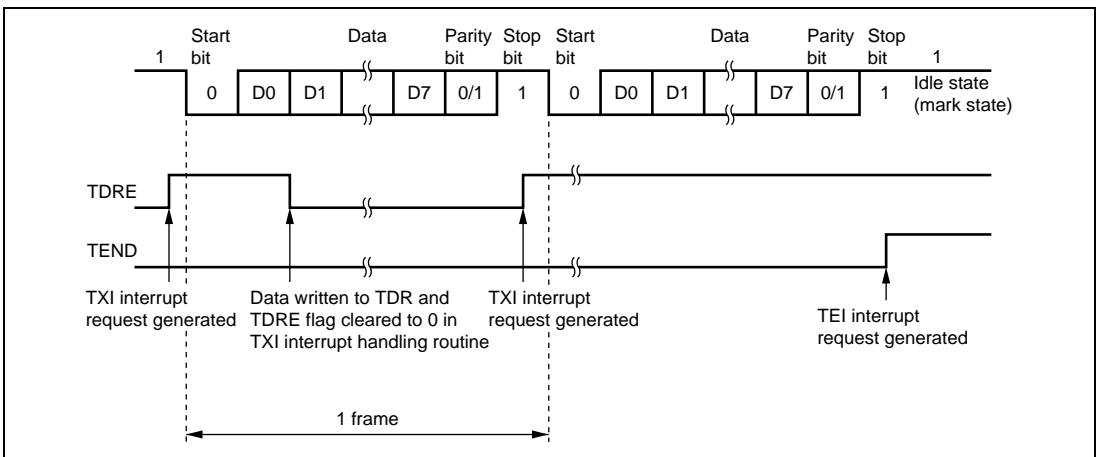 Start Data Parity Stop Start Data Parity Stop
1 bit bit bit bit bit bit 1
0 D0 D1 D7 0/1 1 0 D0 D1 D7 0/1 1 Idle state
(mark state)
TDRE
TEND
TXI interrupt
request generated
Data written to TDR and
TDRE flag cleared to 0 in
TXI interrupt handling routine
TXI interrupt
request generated
TEI interrupt
request generated
1 frame